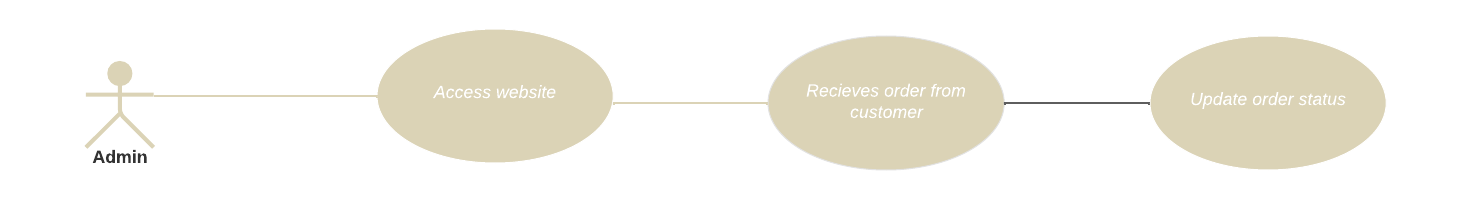 Access website
Recieves order from
customer
Update order status
Admin